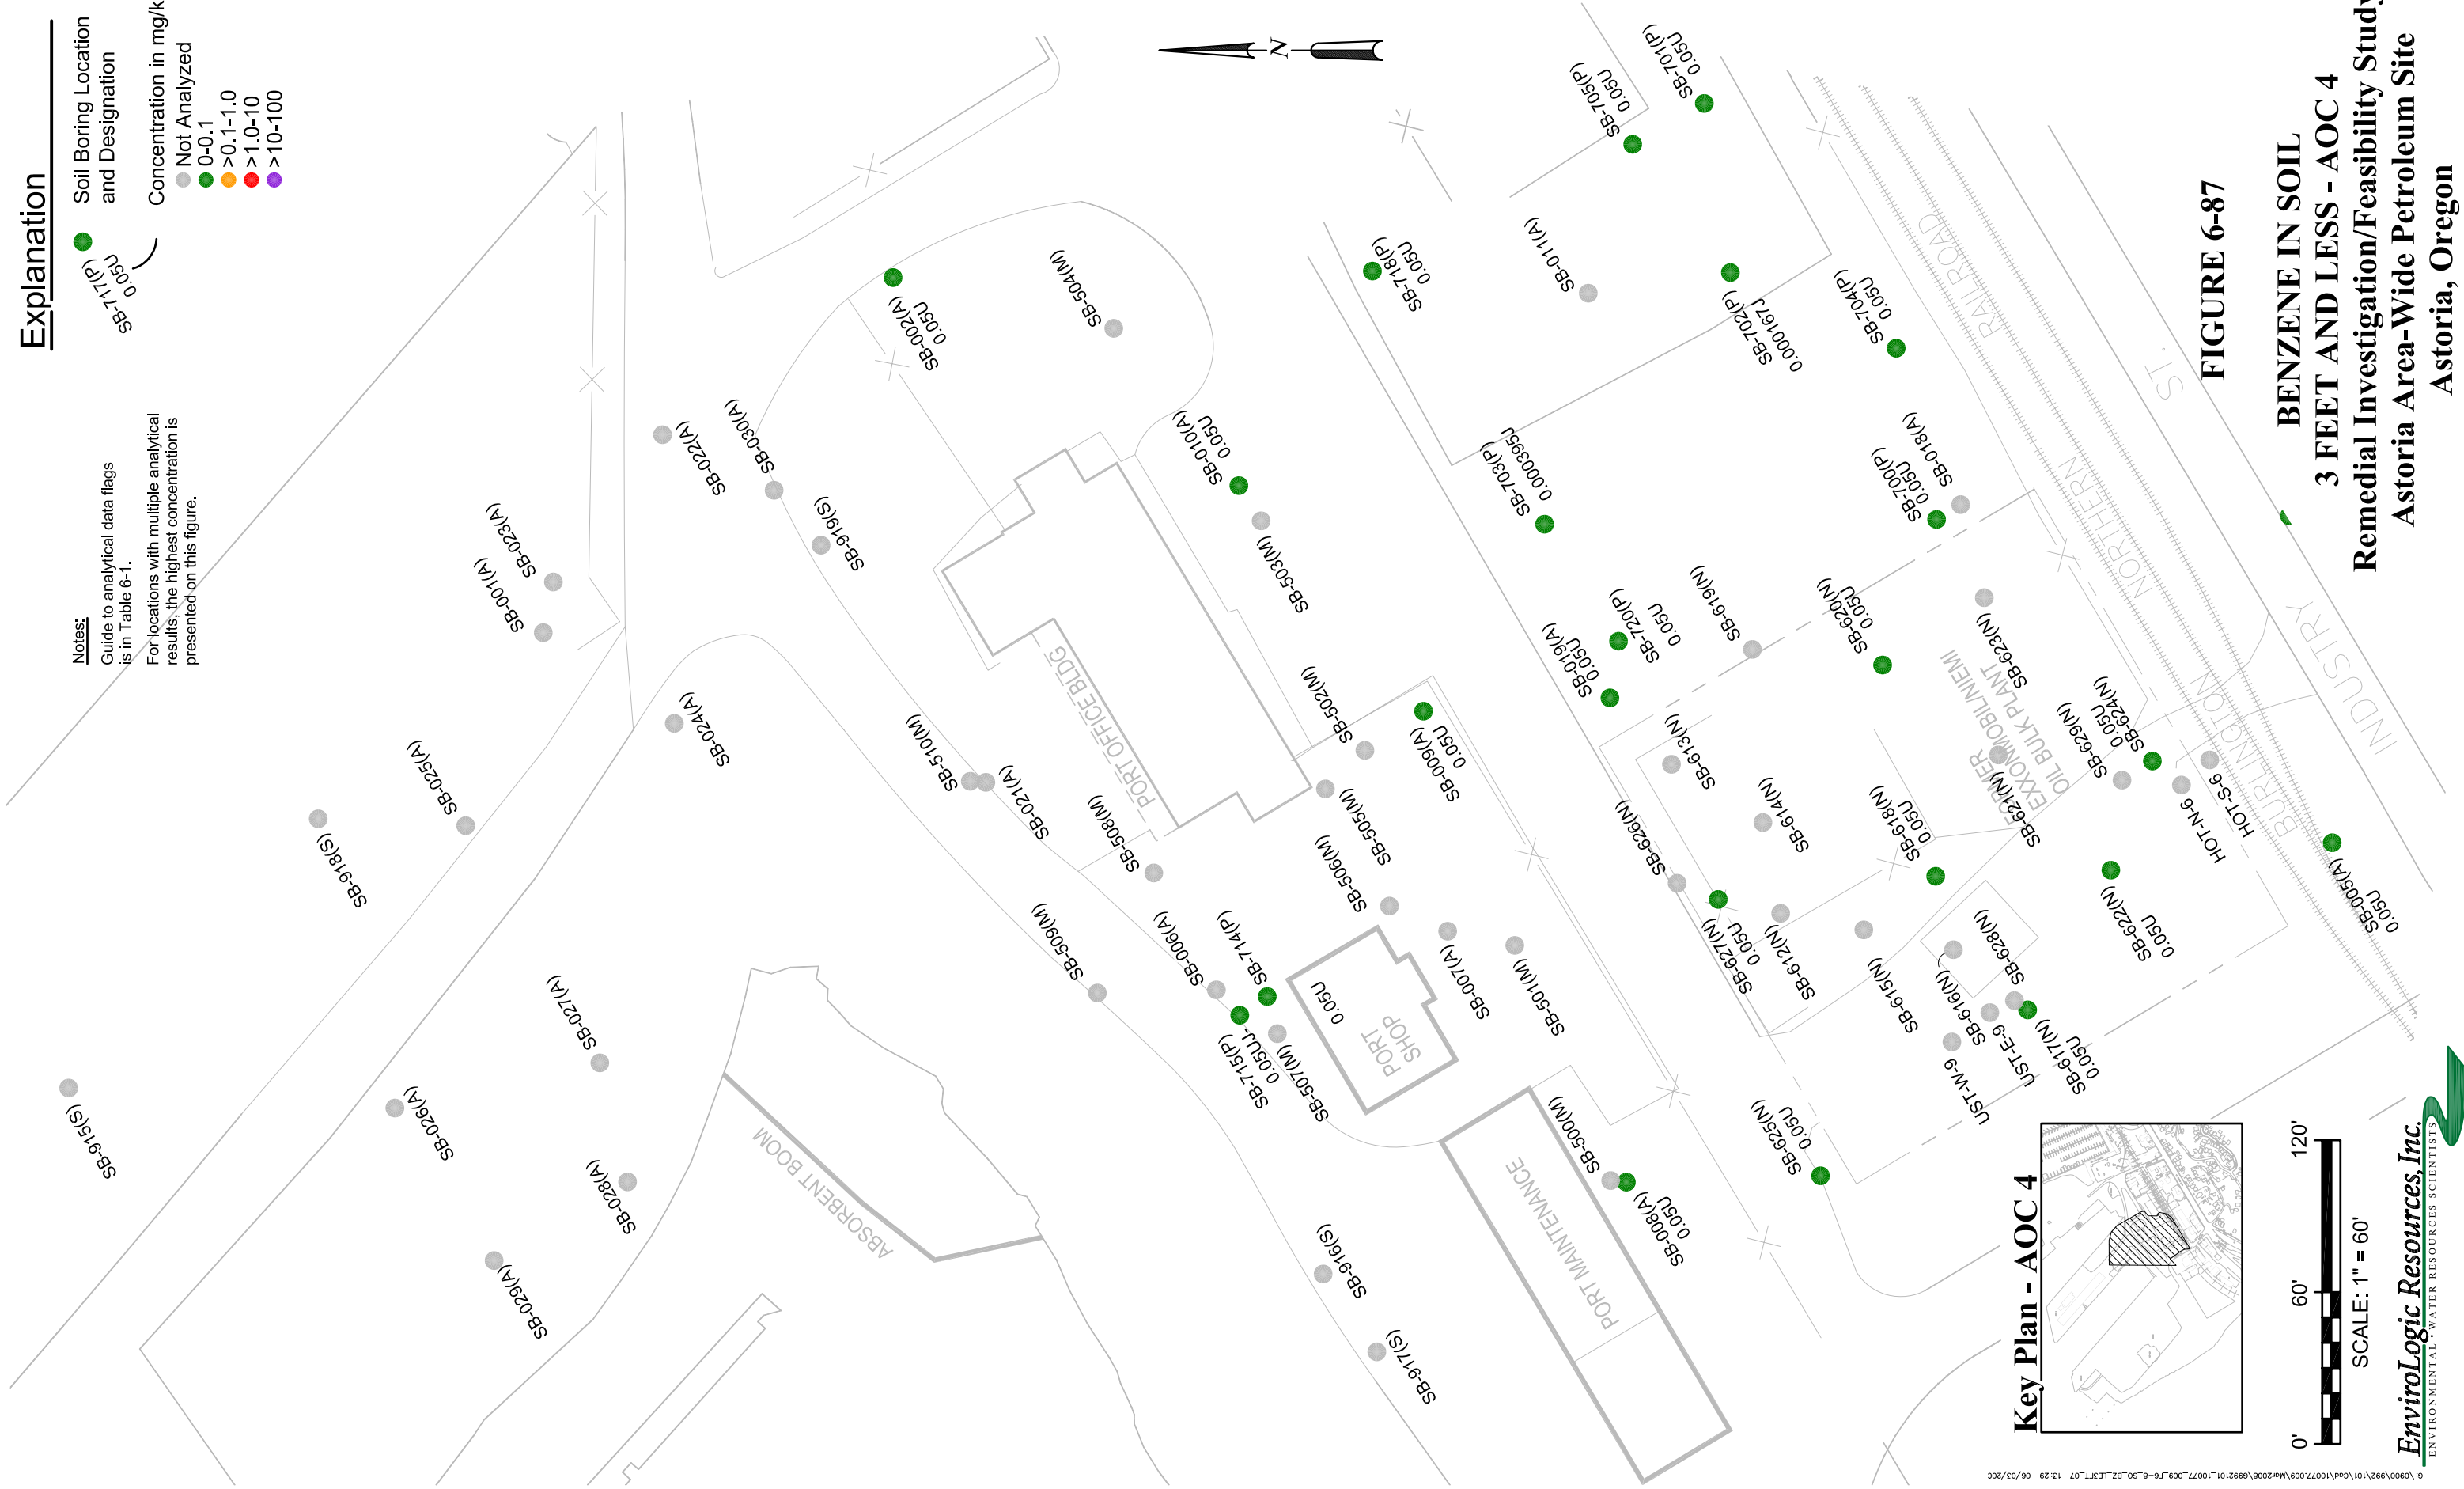 Explanation
SB-717(P)
0.05U
Soil Boring Location
and Designation
Concentration in mg/k
Not Analyzed
0-0.1
>0.1-1.0
>1.0-10
>10-100
Notes:
Guide to analytical data flags
is in Table 6-1.
For locations with multiple analytical
results, the highest concentration is
presented on this figure.
N
SB-915(S)
SB-918(S)
SB-025(A)
SB-001(A)
SB-023(A)
SB-022(A)
SB-030(A)
SB-919(S)
SB-024(A)
SB-026(A)
SB-027(A)
SB-028(A)
SB-029(A)
ABSORBENT BOOM
SB-002(A)
0.05U
SB-504(M)
SB-010(A)
0.05U
SB-503(M)
PORT OFFICE BLDG
SB-510(M)
SB-021(A)
SB-508(M)
SB-509(M)
SB-006(A)
SB-714(P)
0.05U
SB-715(P)
0.05UJ-
SB-507(M)
PORT
SHOP
SB-502(M)
SB-505(M)
SB-506(M)
SB-009(A)
0.05U
SB-007(A)
SB-501(M)
SB-916(S)
SB-917(S)
PORT MAINTENANCE
SB-500(M)
SB-008(A)
0.05U
SB-625(N)
0.05U
SB-718(P)
0.05U
SB-011(A)
SB-705(P)
0.05U
SB-701(P)
0.05U
SB-702(P)
0.000167J
SB-704(P)
0.05U
SB-703(P)
0.0000395J
SB-700(P)
0.05U
SB-018(A)
SB-019(A)
0.05U
SB-720(P)
0.05U
SB-619(N)
SB-620(N)
0.05U
SB-623(N)
SB-613(N)
SB-614(N)
SB-626(N)
SB-627(N)
0.05U
SB-612(N)
SB-618(N)
0.05U
SB-621(N)
FORMER
EXXONMOBIL/NIEMI
OIL BULK PLANT
SB-629(N)
0.05U
SB-624(N)
HOT-N-6
HOT-S-6
SB-615(N)
SB-616(N)
SB-628(N)
UST-W-9
UST-E-9
SB-617(N)
0.05U
SB-622(N)
0.05U
SB-005(A)
0.05U
BURLINGTON NORTHERN RAILROAD
INDUSTRY ST.
FIGURE 6-87
BENZENE IN SOIL
3 FEET AND LESS - AOC 4
Remedial Investigation/Feasibility Study
Astoria Area-Wide Petroleum Site
Astoria, Oregon
Key Plan - AOC 4
0' 60' 120'
SCALE: 1" = 60'
EnviroLogic Resources, Inc.
ENVIRONMENTAL • WATER RESOURCES SCIENTISTS